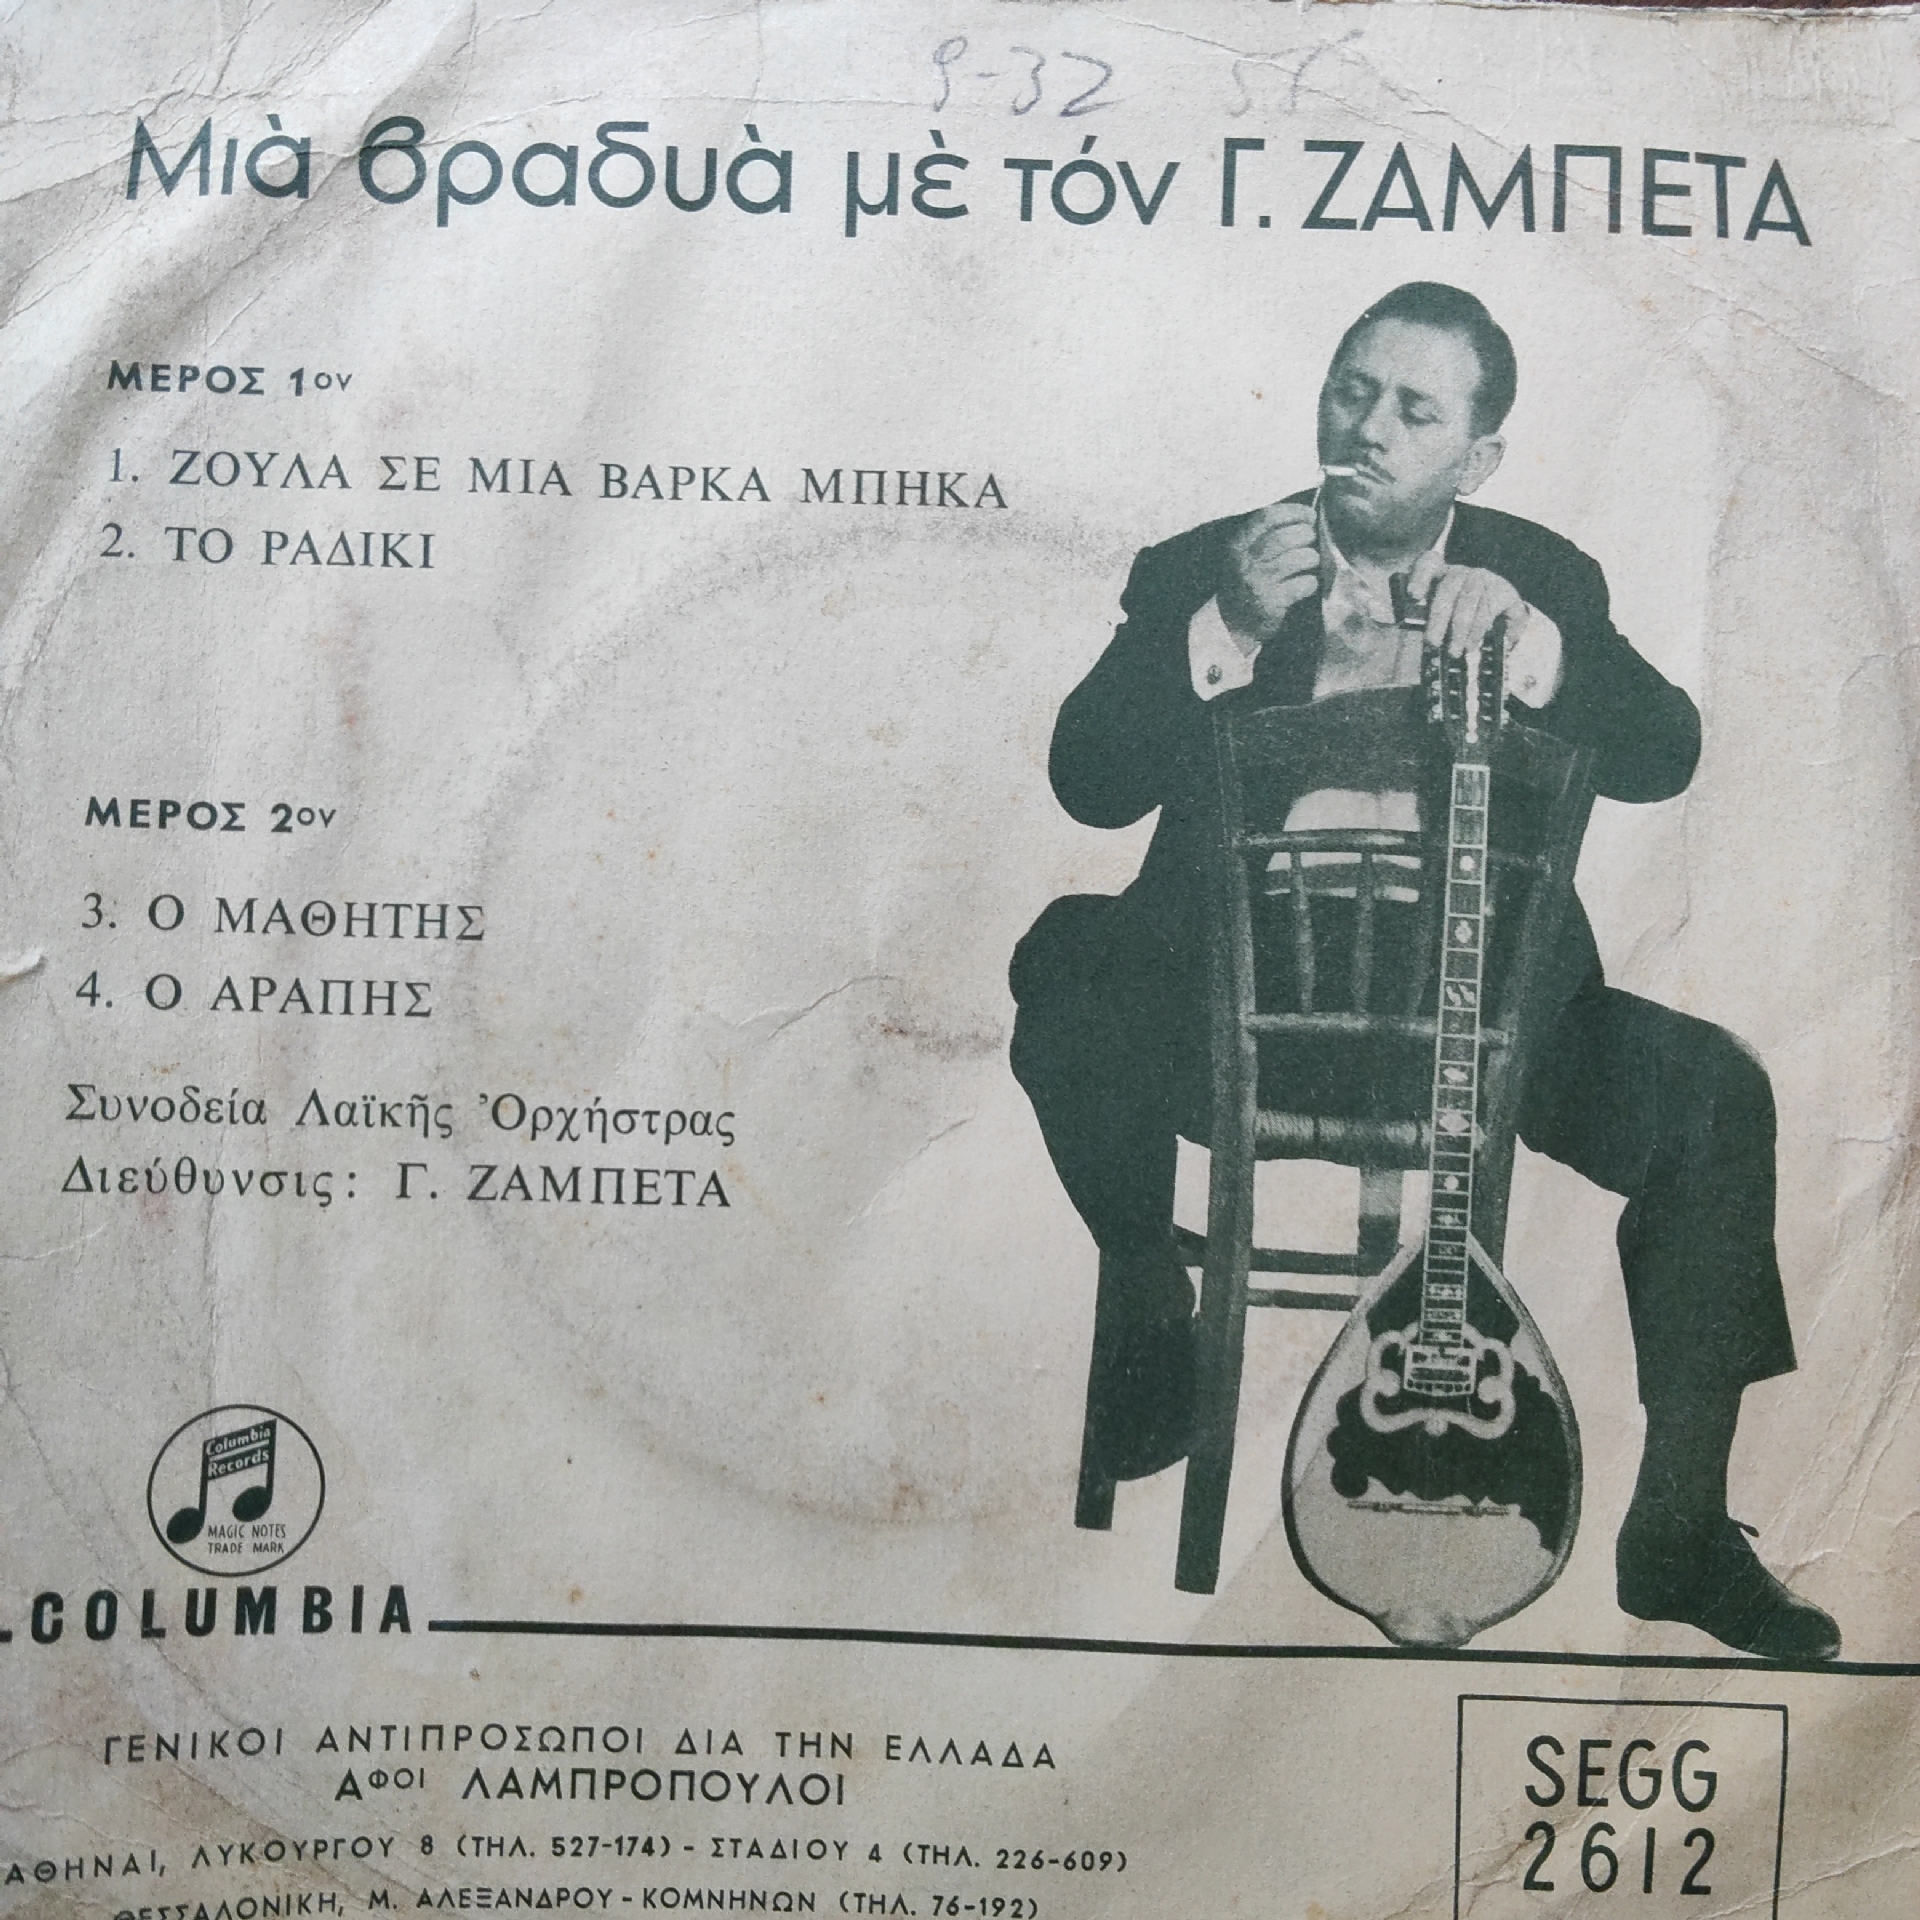 9-32
Μιὰ βραδυὰ μὲ τόν Γ. ΖΑΜΠΕΤΑ
ΜΕΡΟΣ 1ον
1. ΖΟΥΛΑ ΣΕ ΜΙΑ ΒΑΡΚΑ ΜΠΗΚΑ
2. ΤΟ ΡΑΔΙΚΙ
ΜΕΡΟΣ 2ον
3. Ο ΜΑΘΗΤΗΣ
4. Ο ΑΡΑΠΗΣ
Συνοδεία Λαϊκῆς Ὀρχήστρας
Διεύθυνσις: Γ. ΖΑΜΠΕΤΑ
Columbia
Records
MAGIC NOTES
TRADE MARK
COLUMBIA
ΓΕΝΙΚΟΙ ΑΝΤΙΠΡΟΣΩΠΟΙ ΔΙΑ ΤΗΝ ΕΛΛΑΔΑ
ΑΦΟΙ ΛΑΜΠΡΟΠΟΥΛΟΙ
ΑΘΗΝΑΙ, ΛΥΚΟΥΡΓΟΥ 8 (ΤΗΛ. 527-174) - ΣΤΑΔΙΟΥ 4 (ΤΗΛ. 226-609)
ΘΕΣΣΑΛΟΝΙΚΗ, Μ. ΑΛΕΞΑΝΔΡΟΥ - ΚΟΜΝΗΝΩΝ (ΤΗΛ. 76-192)
SEGG
2612